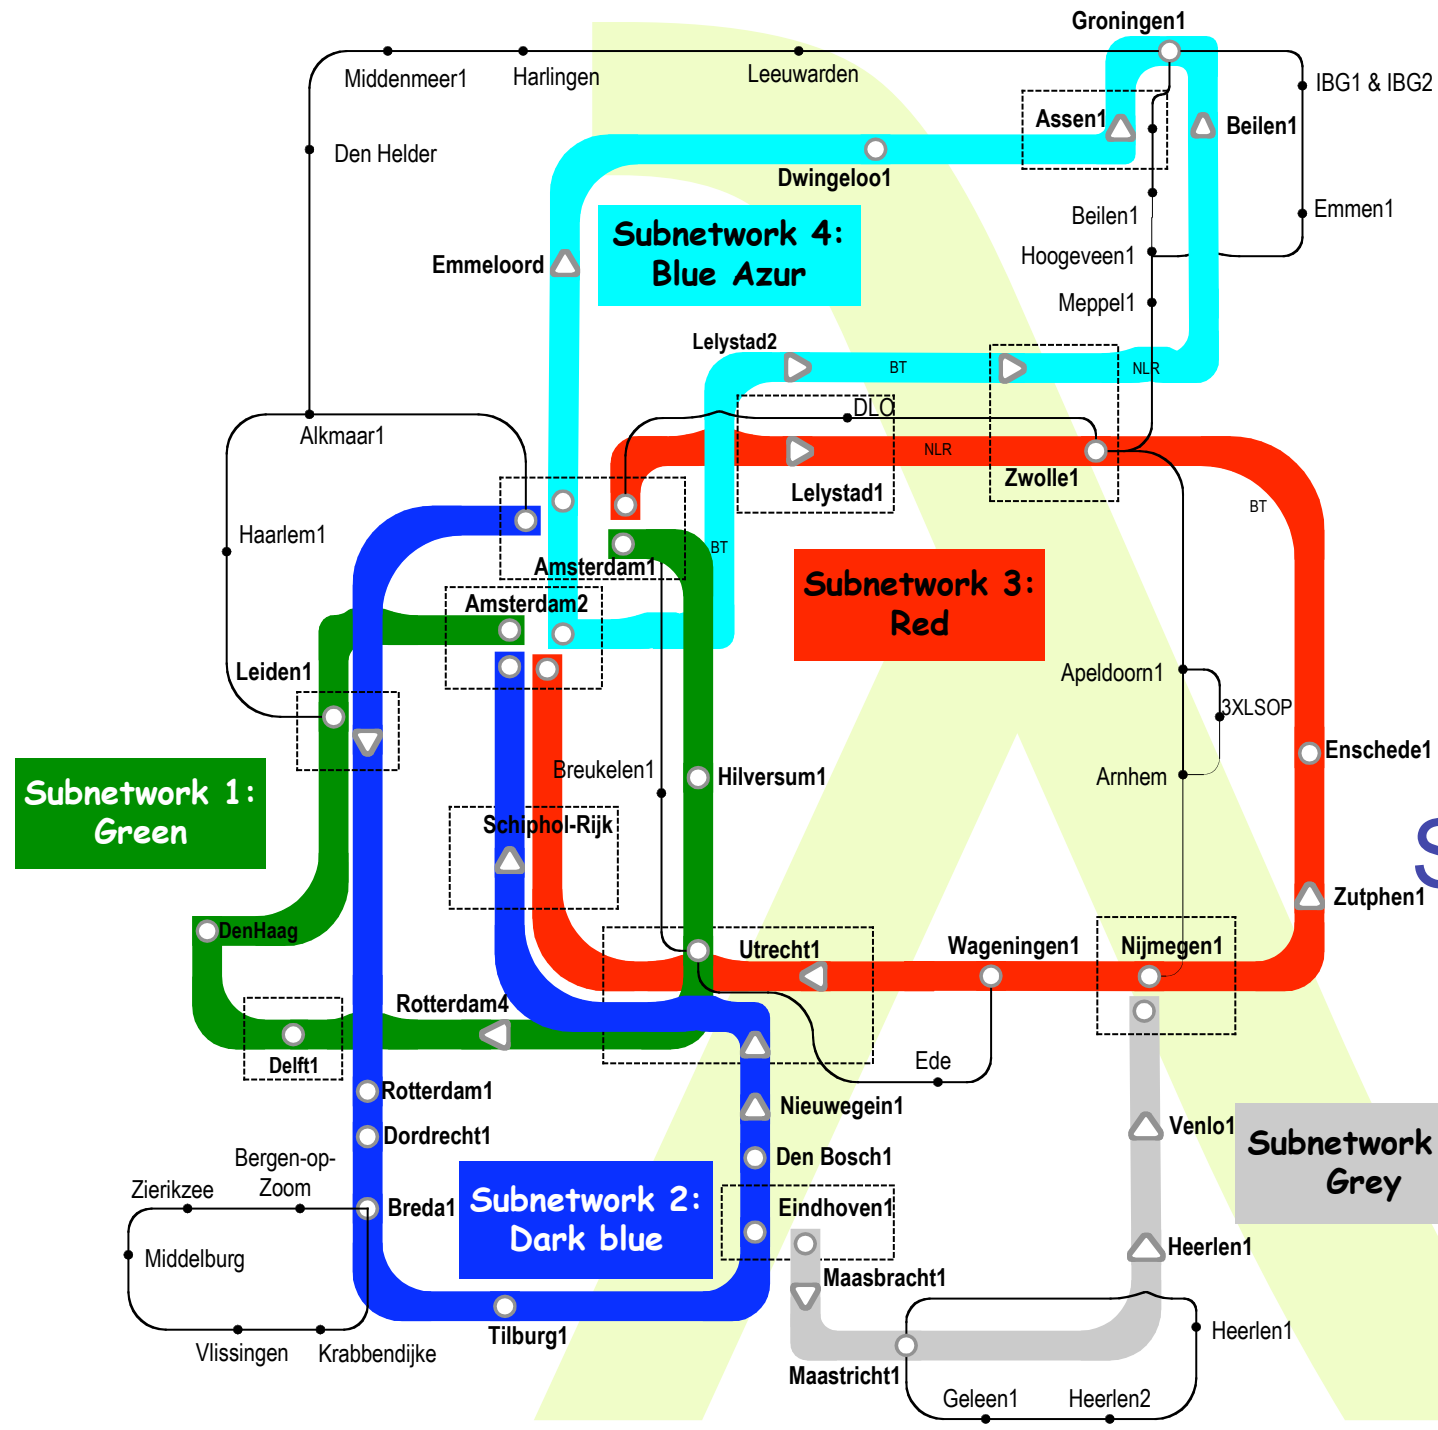 Groningen1
Middenmeer1
Harlingen
Leeuwarden
IBG1 & IBG2
Assen1
Beilen1
Den Helder
Dwingeloo1
Beilen1
Emmen1
Subnetwork 4:
Blue Azur
Emmeloord
Hoogeveen1
Meppel1
Lelystad2
BT
NLR
DLO
Alkmaar1
NLR
Zwolle1
Lelystad1
BT
Haarlem1
BT
Amsterdam1
Subnetwork 3:
Red
Amsterdam2
Leiden1
Apeldoorn1
3XLSOP
Enschede1
Breukelen1
Hilversum1
Arnhem
Subnetwork 1:
Green
Schiphol-Rijk
S
Zutphen1
DenHaag
Utrecht1
Wageningen1
Nijmegen1
Rotterdam4
Delft1
Ede
Rotterdam1
Nieuwegein1
Dordrecht1
Venlo1
Den Bosch1
Subnetwork
Grey
Bergen-op-
Zoom
Zierikzee
Breda1
Subnetwork 2:
Dark blue
Eindhoven1
Middelburg
Heerlen1
Maasbracht1
Tilburg1
Vlissingen
Krabbendijke
Heerlen1
Maastricht1
Geleen1
Heerlen2